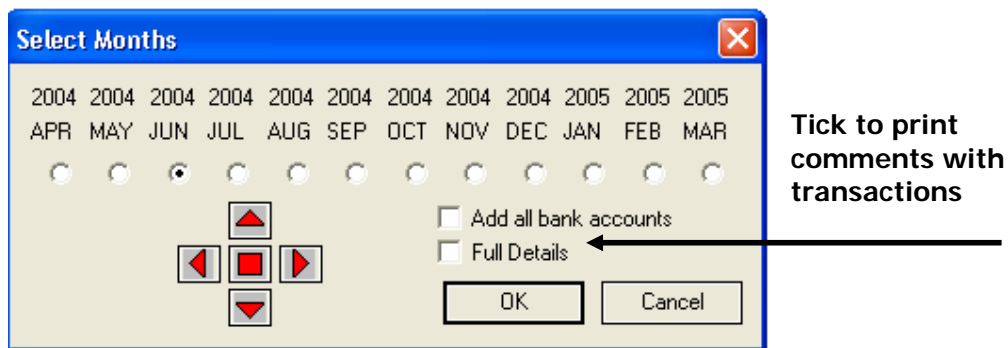 Select Months
2004 2004 2004 2004 2004 2004 2004 2004 2004 2005 2005 2005
APR MAY JUN JUL AUG SEP OCT NOV DEC JAN FEB MAR
Add all bank accounts
Full Details
OK Cancel
Tick to print
comments with
transactions